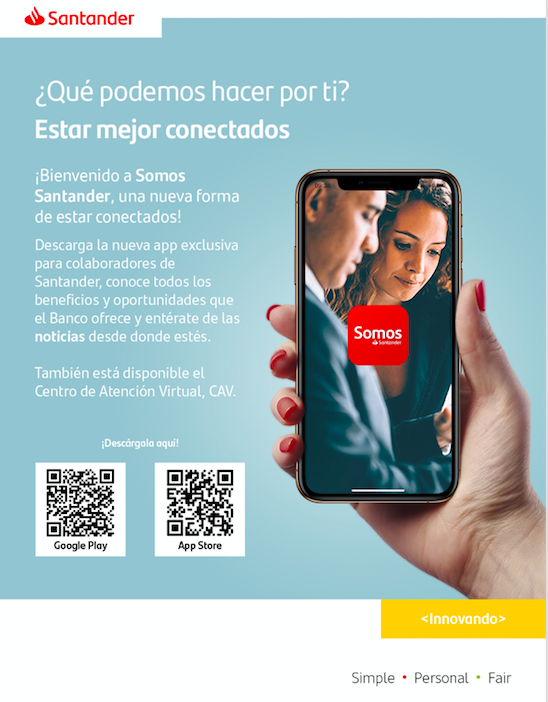 Santander
¿Qué podemos hacer por ti?
Estar mejor conectados
¡Bienvenido a Somos
Santander, una nueva forma
de estar conectados!
Descarga la nueva app exclusiva
para colaboradores de
Santander, conoce todos los
beneficios y oportunidades que
el Banco ofrece y entérate de las
noticias desde donde estés.
También está disponible el
Centro de Atención Virtual, CAV.
¡Descárgala aquí!
Google Play
App Store
Somos
Santander
<Innovando>
Simple • Personal • Fair